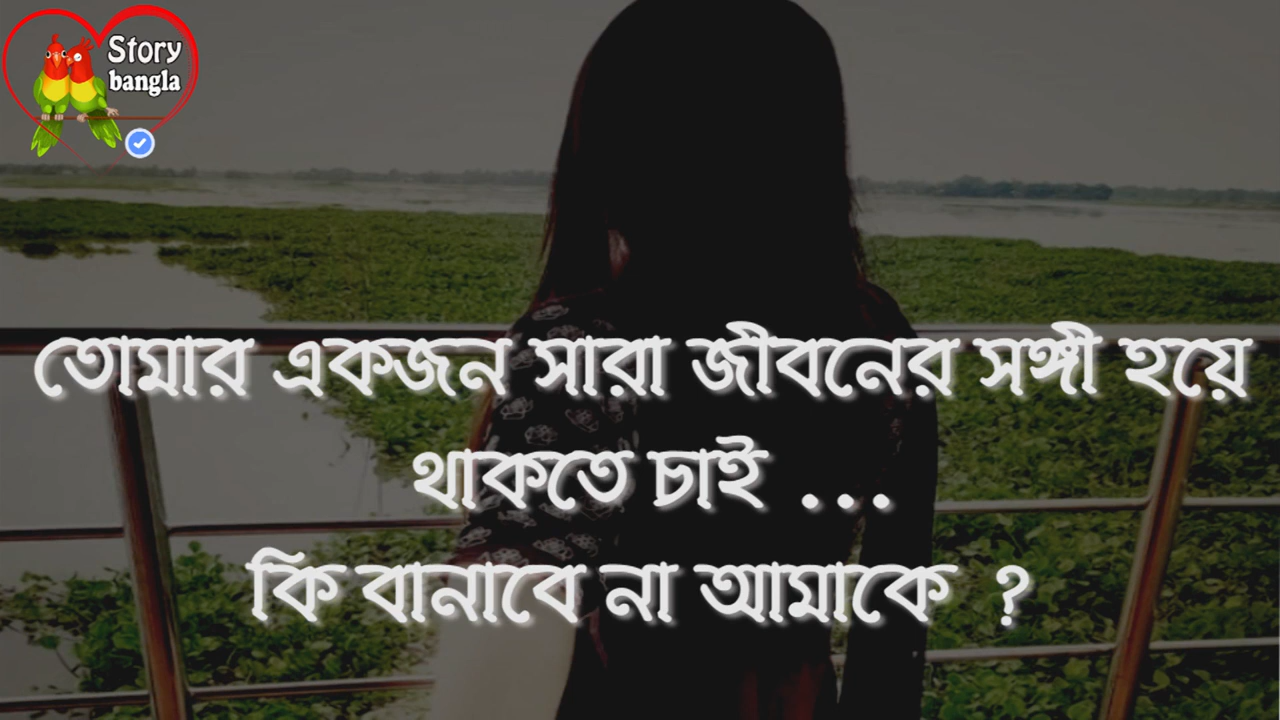 Story
bangla
তোমার একজন সারা জীবনের সঙ্গী হয়ে
থাকতে চাই ...
কি বানাবে না আমাকে ?